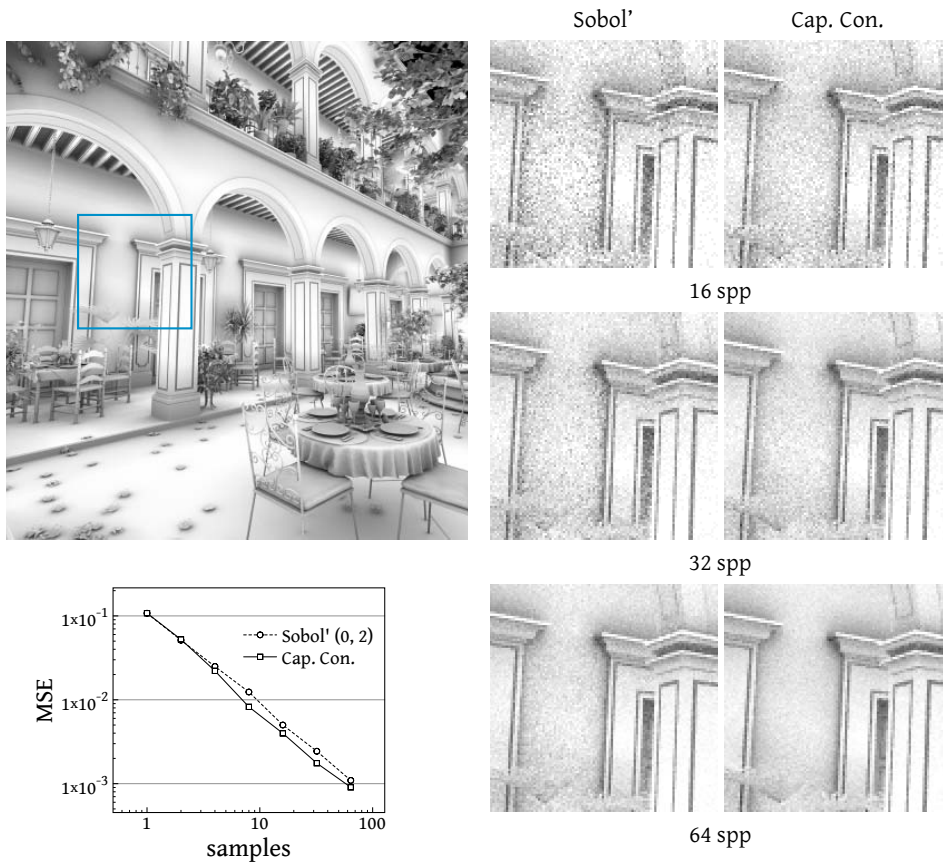 Sobol’ Cap. Con.
16 spp
32 spp
64 spp
1x10⁻¹
1x10⁻²
1x10⁻³
MSE
Sobol' (0, 2)
Cap. Con.
1 10 100
samples